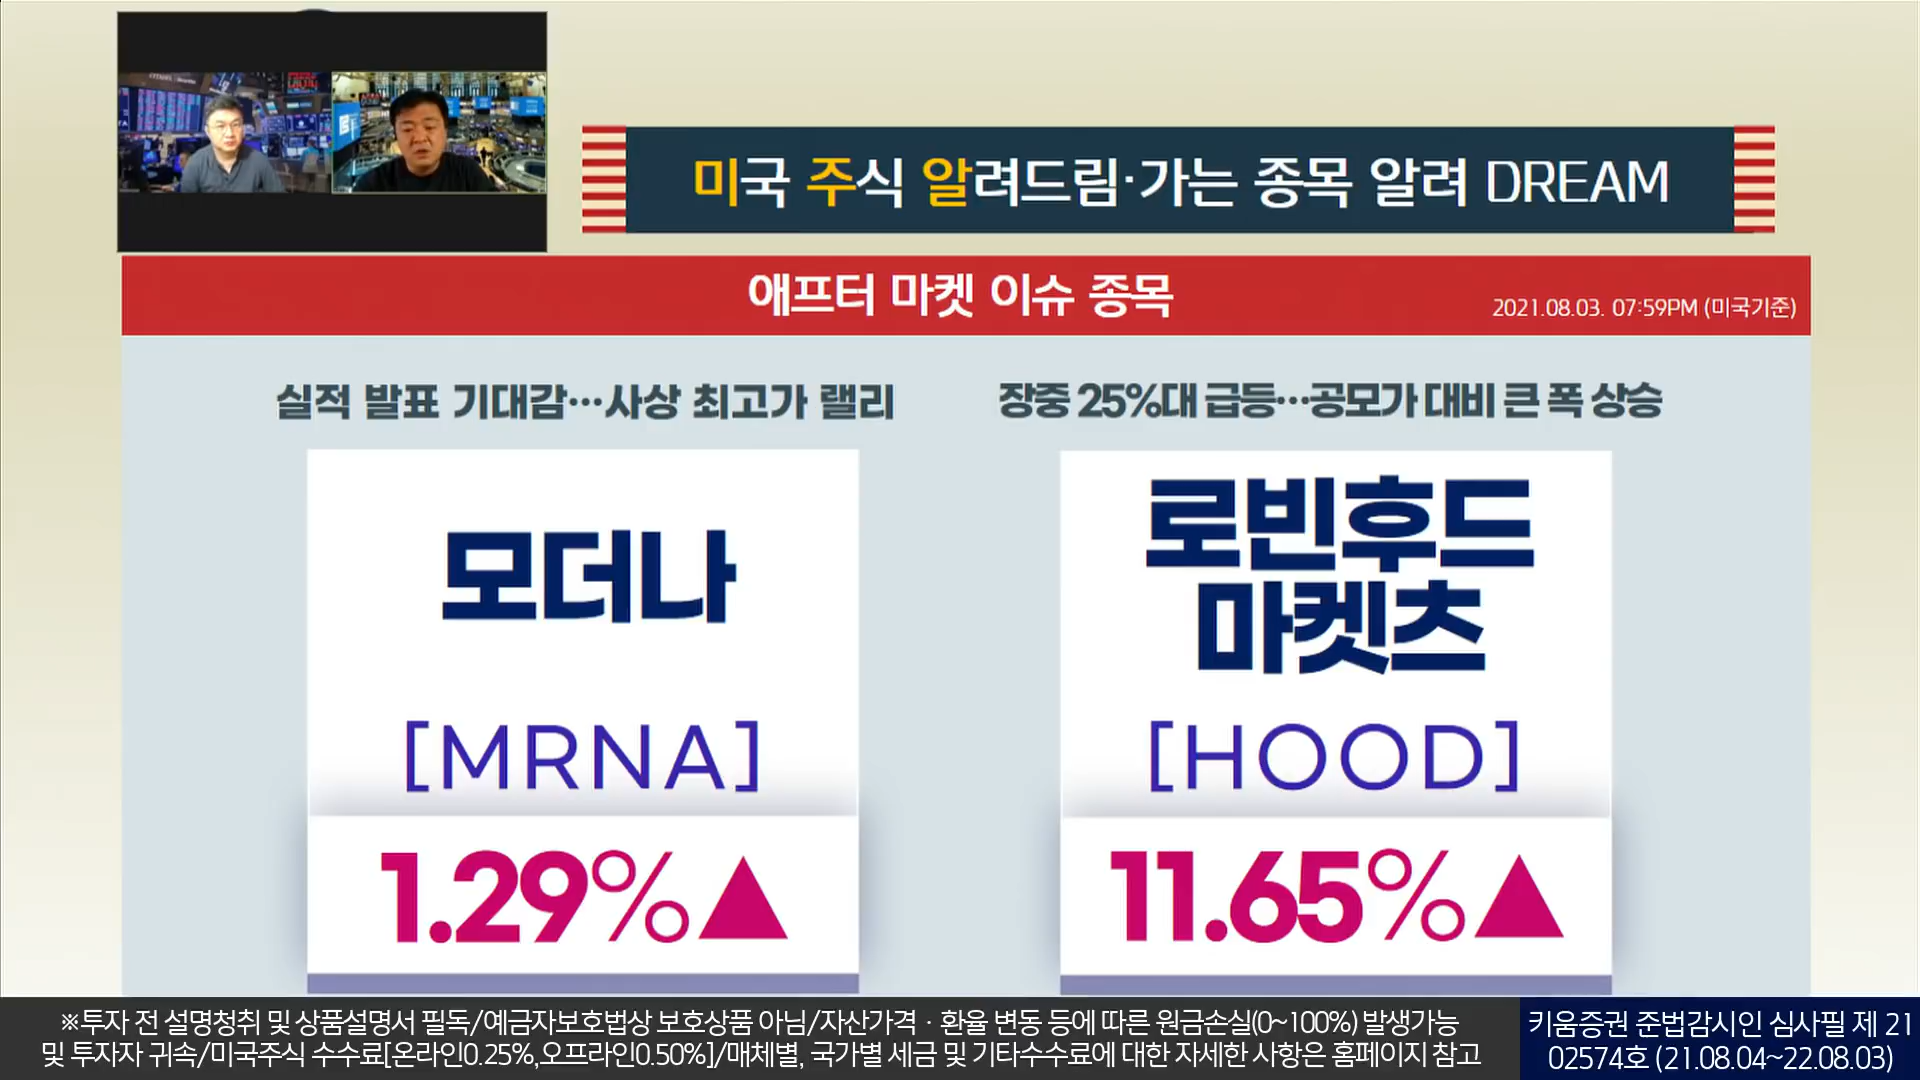 미국 주식 알려드림·가는 종목 알려 DREAM
애프터 마켓 이슈 종목
2021.08.03. 07:59PM (미국기준)
실적 발표 기대감…사상 최고가 랠리
모더나
[MRNA]
1.29%▲
장중 25%대 급등…공모가 대비 큰 폭 상승
로빈후드
마켓츠
[HOOD]
11.65%▲
※투자 전 설명청취 및 상품설명서 필독/예금자보호법상 보호상품 아님/자산가격·환율 변동 등에 따른 원금손실(0~100%) 발생가능
및 투자자 귀속/미국주식 수수료[온라인0.25%,오프라인0.50%]/매체별, 국가별 세금 및 기타수수료에 대한 자세한 사항은 홈페이지 참고
키움증권 준법감시인 심사필 제 21
02574호 (21.08.04~22.08.03)